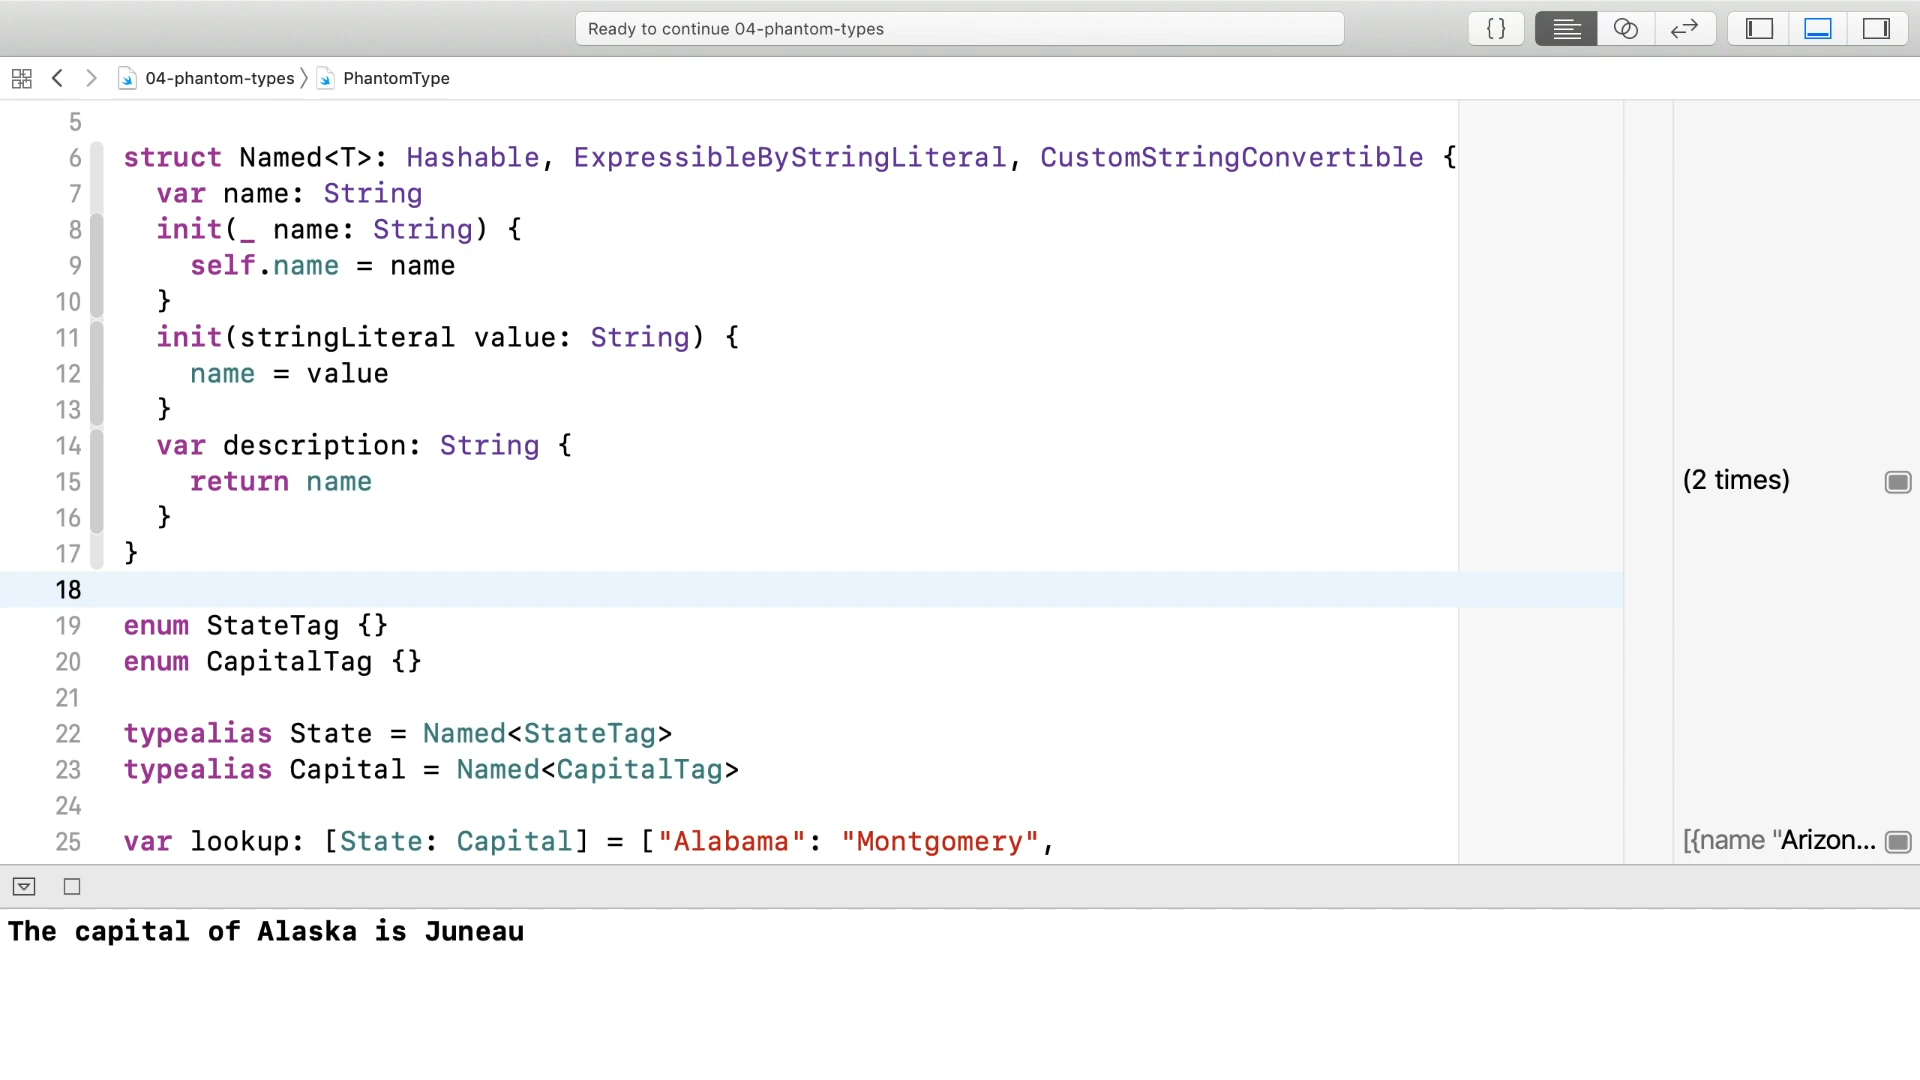 Ready to continue 04-phantom-types
{ }
04-phantom-types
PhantomType
5
6 struct Named<T>: Hashable, ExpressibleByStringLiteral, CustomStringConvertible {
7 var name: String
8 init(_ name: String) {
9 self.name = name
10 }
11 init(stringLiteral value: String) {
12 name = value
13 }
14 var description: String {
15 return name
(2 times)
16 }
17 }
18
19 enum StateTag {}
20 enum CapitalTag {}
21
22 typealias State = Named<StateTag>
23 typealias Capital = Named<CapitalTag>
24
25 var lookup: [State: Capital] = ["Alabama": "Montgomery",
[{name "Arizon...
The capital of Alaska is Juneau